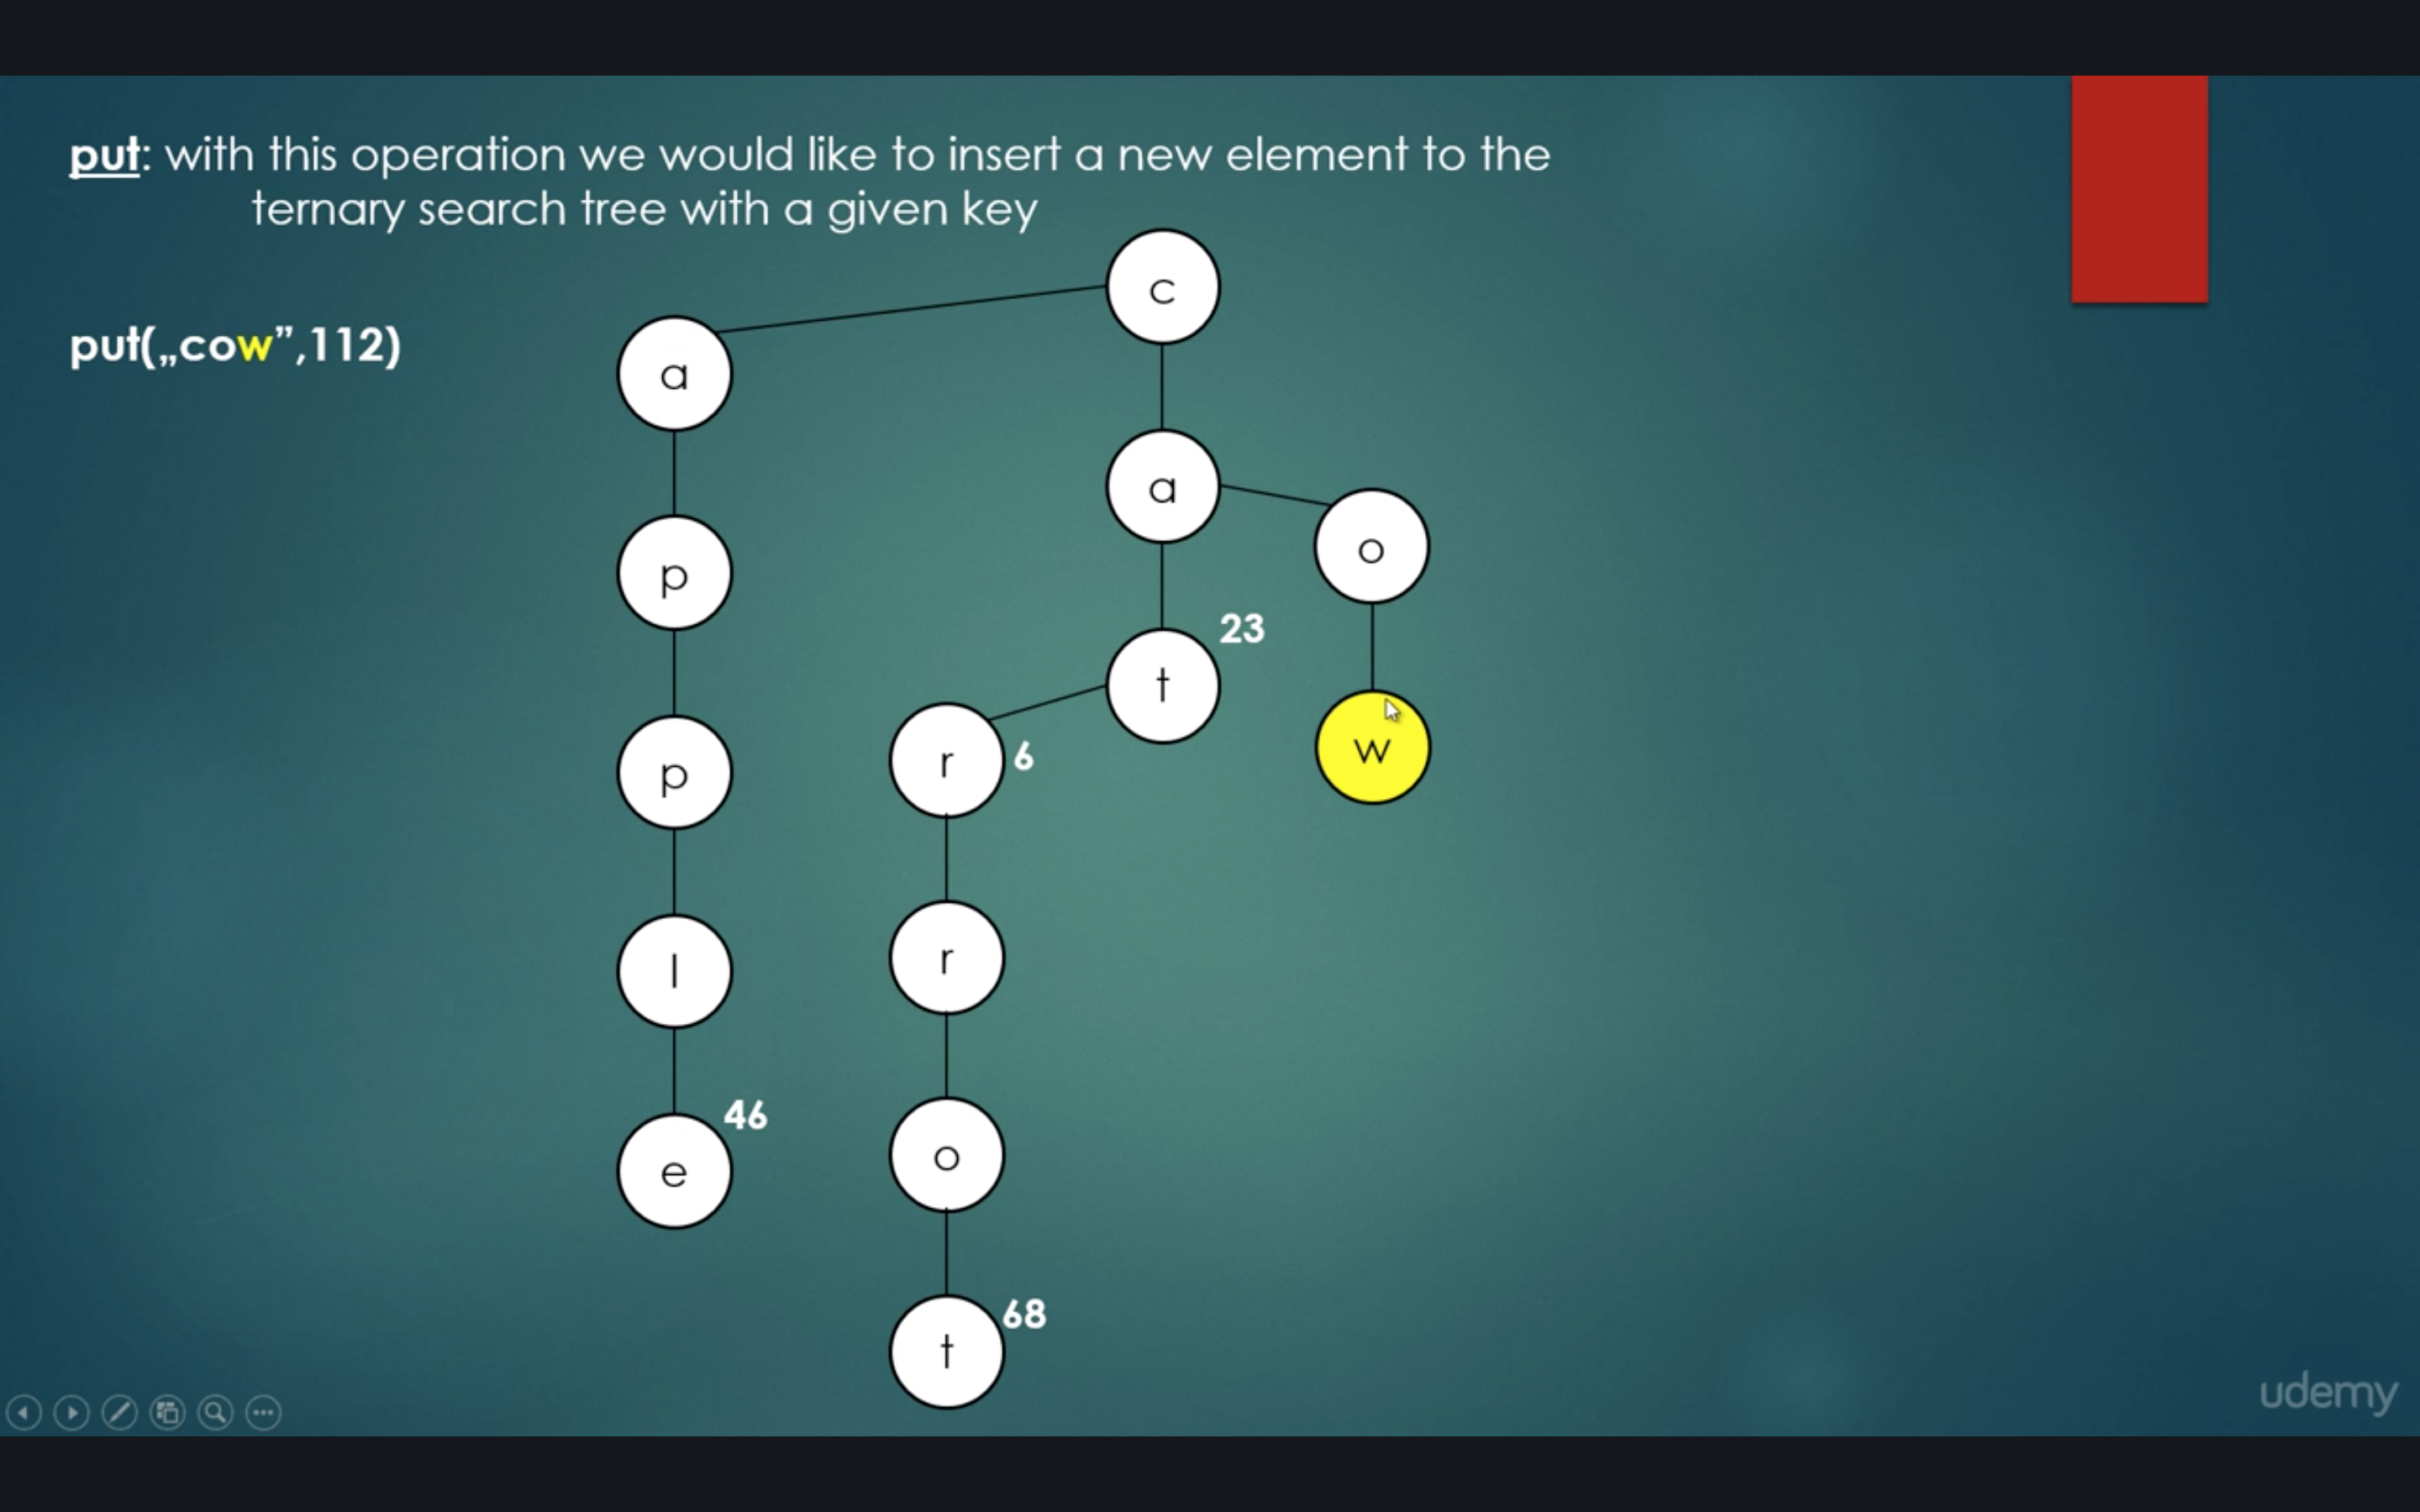 put: with this operation we would like to insert a new element to the
ternary search tree with a given key
put(„cow”,112)
c
a
a
o
p
t
23
r
6
w
p
l
r
e
46
o
t
68
udemy